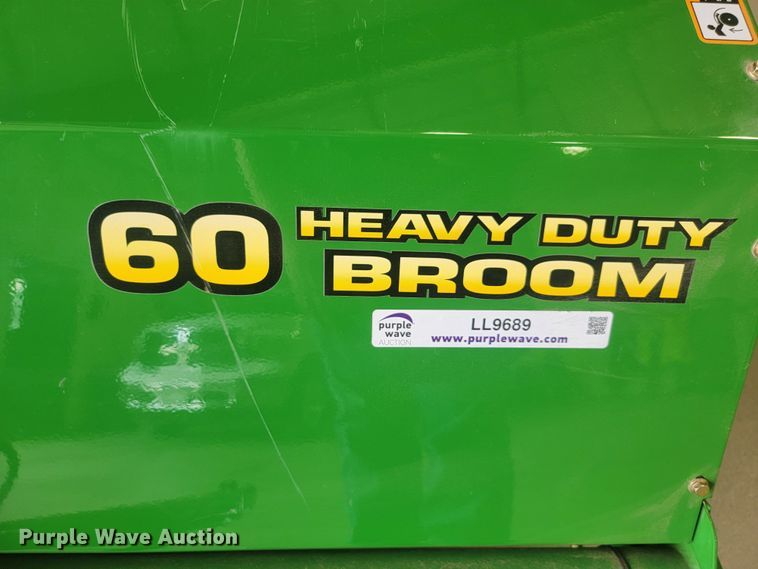 60 HEAVY DUTY
BROOM
purple
wave
AUCTION
LL9689
www.purplewave.com
Purple Wave Auction